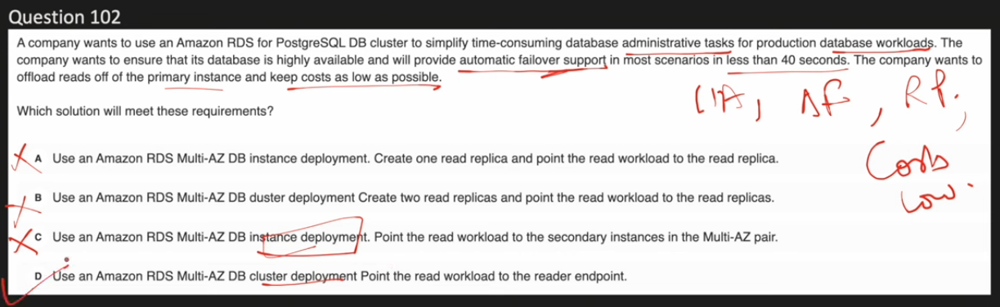 Question 102
A company wants to use an Amazon RDS for PostgreSQL DB cluster to simplify time-consuming database administrative tasks for production database workloads. The
company wants to ensure that its database is highly available and will provide automatic failover support in most scenarios in less than 40 seconds. The company wants to
offload reads off of the primary instance and keep costs as low as possible.
Which solution will meet these requirements?
HA, AF, RP,
A Use an Amazon RDS Multi-AZ DB instance deployment. Create one read replica and point the read workload to the read replica.
Costs
B Use an Amazon RDS Multi-AZ DB duster deployment Create two read replicas and point the read workload to the read replicas.
Low.
C Use an Amazon RDS Multi-AZ DB instance deployment. Point the read workload to the secondary instances in the Multi-AZ pair.
D Use an Amazon RDS Multi-AZ DB cluster deployment Point the read workload to the reader endpoint.